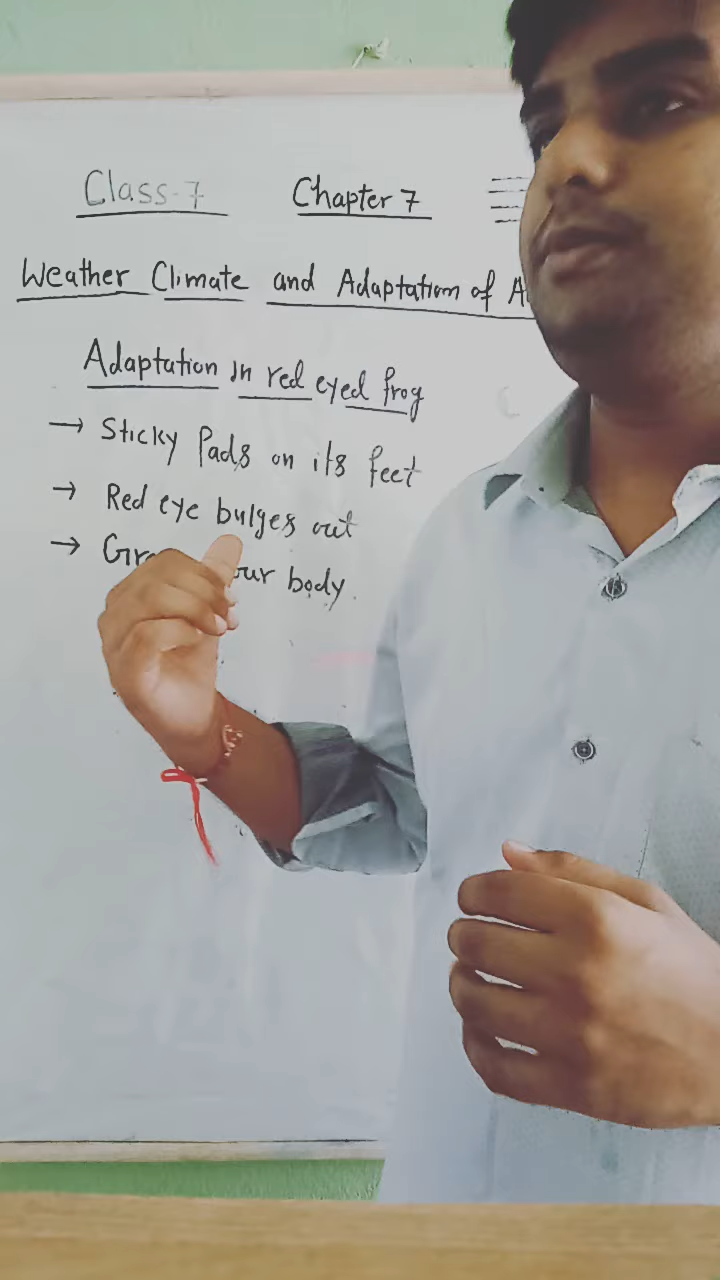 Class-7 Chapter 7
Weather Climate and Adaptation of
Adaptation in red eyed frog
→ Sticky Pads on its feet
→ Red eye bulges out
→ body.